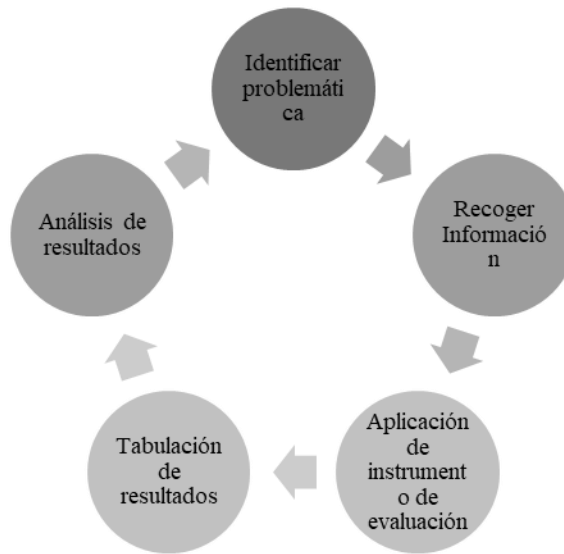 Identificar
problemáti
ca
Recoger
Informació
n
Aplicación
de
instrument
o de
evaluación
Tabulación
de
resultados
Análisis de
resultados